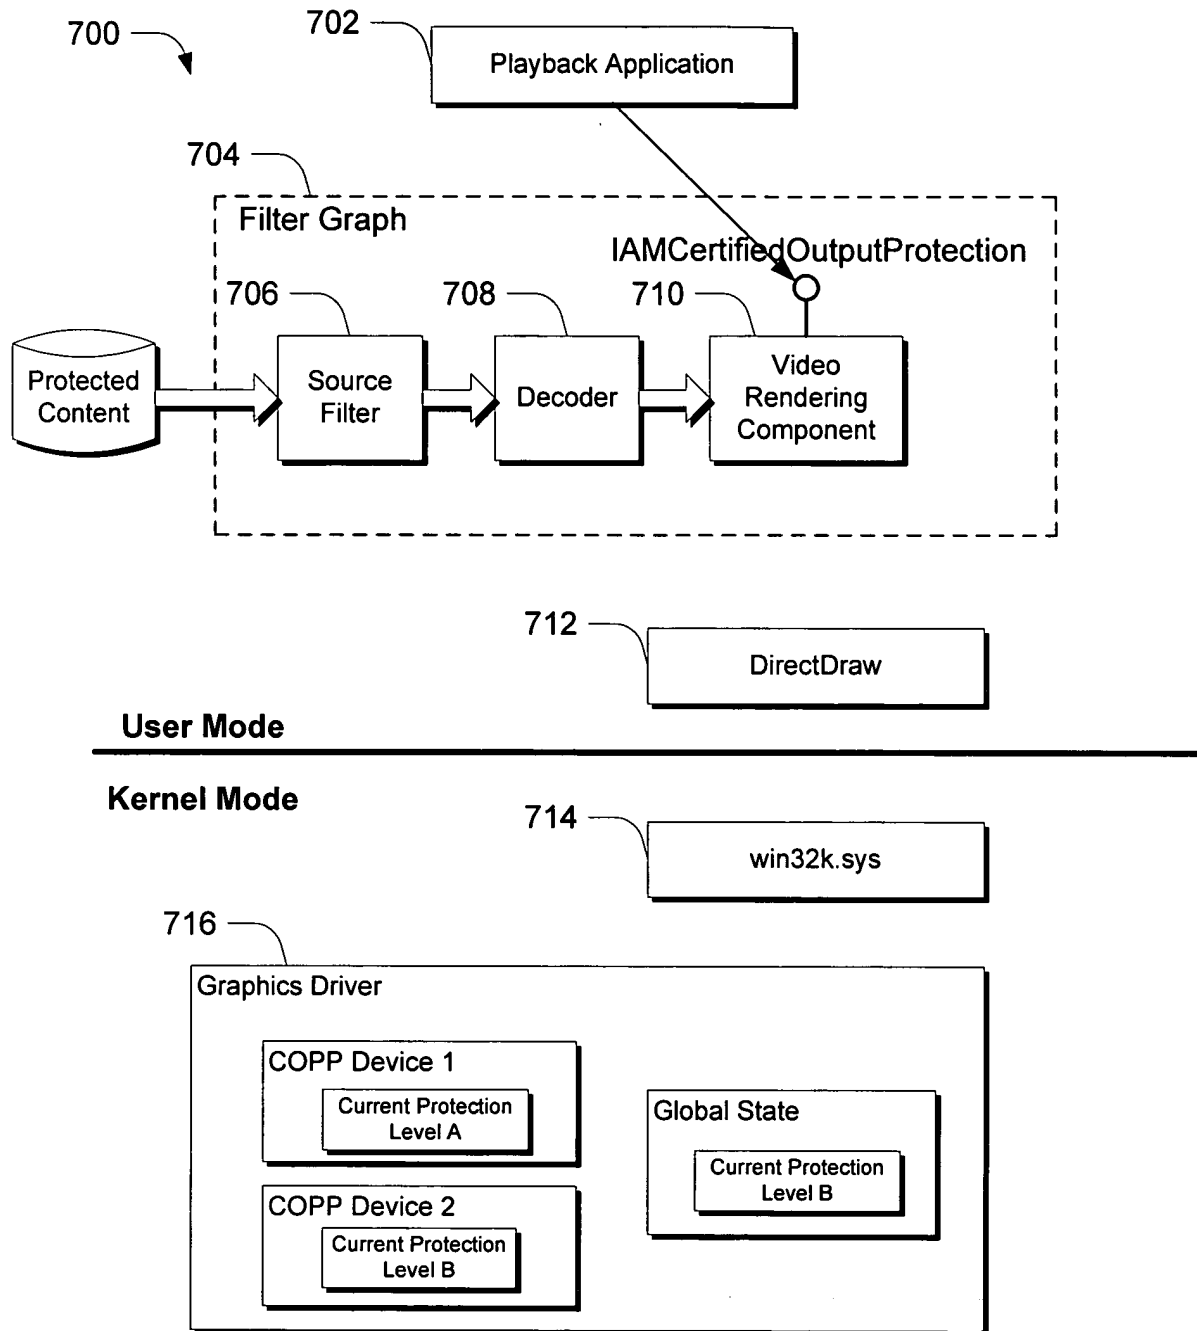 700
702
Playback Application
704
Filter Graph
IAMCertifiedOutputProtection
706
708
710
Protected
Content
Source
Filter
Decoder
Video
Rendering
Component
712
DirectDraw
User Mode
Kernel Mode
714
win32k.sys
716
Graphics Driver
COPP Device 1
Current Protection
Level A
Global State
Current Protection
Level B
COPP Device 2
Current Protection
Level B